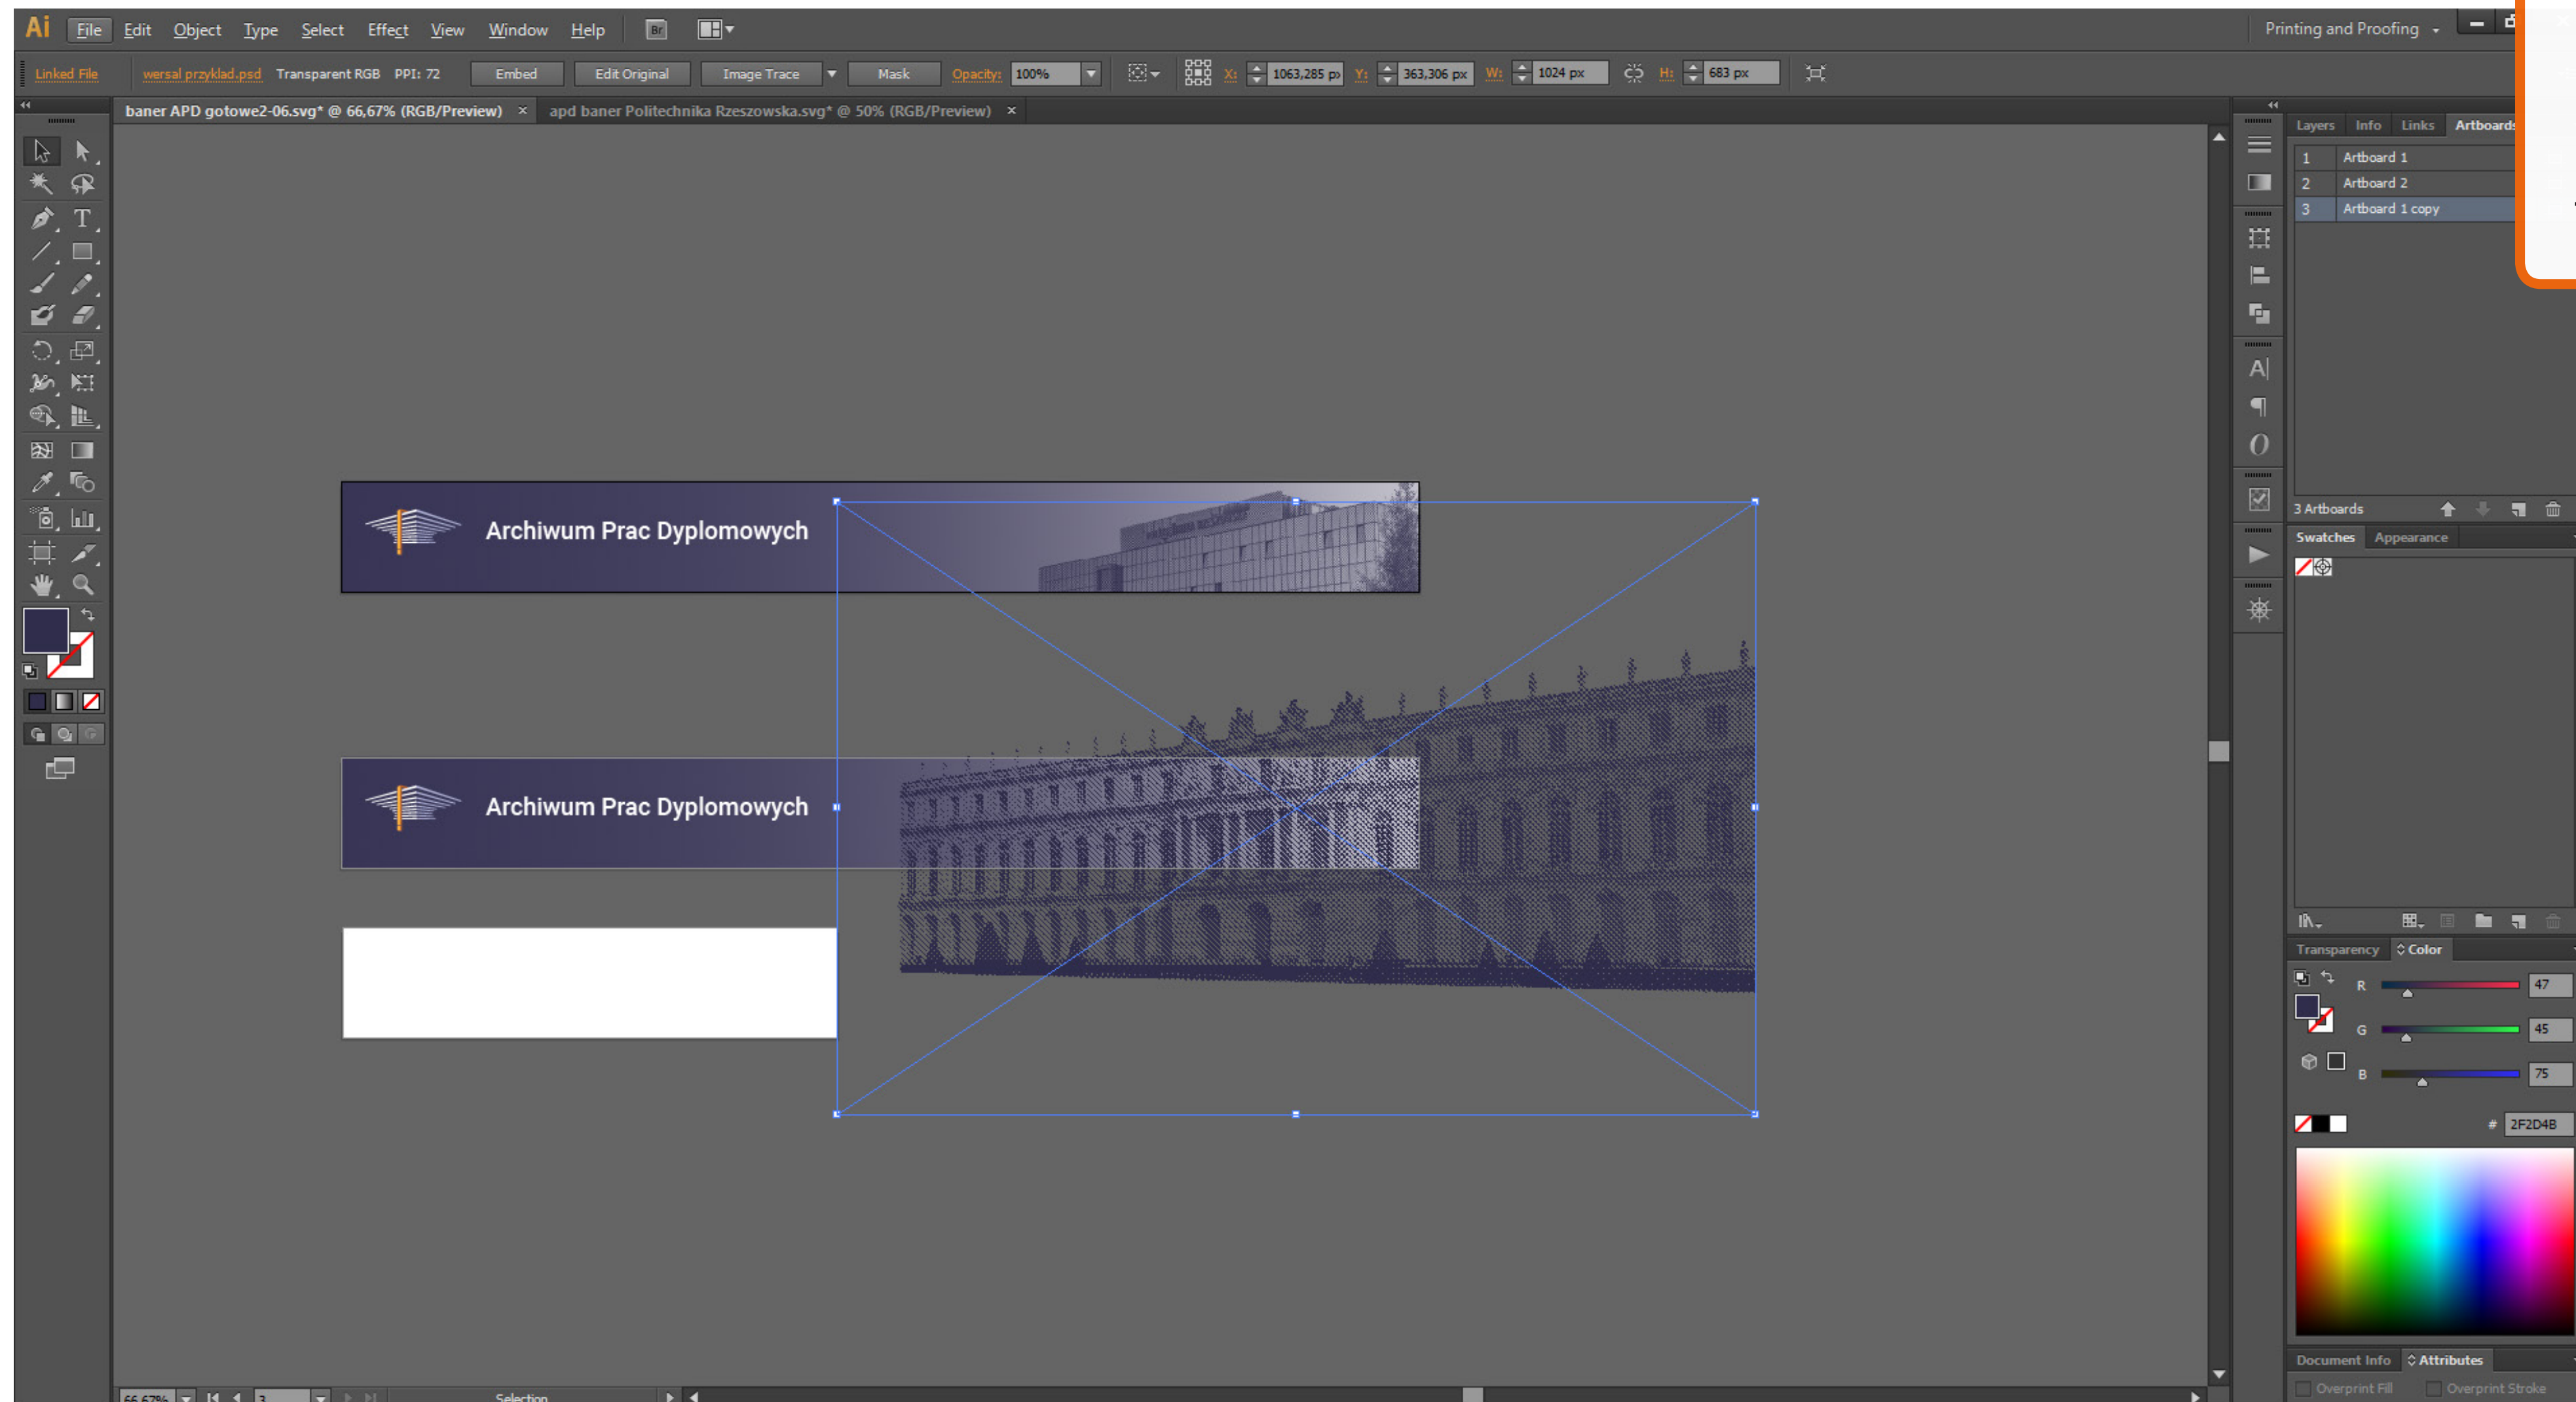 Ai File Edit Object Type Select Effect View Window Help Br Printing and Proofing
Linked File wersal przyklad.psd Transparent RGB PPI: 72 Embed Edit Original Image Trace Mask Opacity: 100% X: 1063,285 px Y: 363,306 px W: 1024 px H: 683 px
baner APD gotowe2-06.svg* @ 66,67% (RGB/Preview) × apd baner Politechnika Rzeszowska.svg* @ 50% (RGB/Preview) ×
Layers Info Links Artboards
1 Artboard 1
2 Artboard 2
3 Artboard 1 copy
3 Artboards
Swatches Appearance
Archiwum Prac Dyplomowych
Archiwum Prac Dyplomowych
Transparency Color
R 47
G 45
B 75
# 2F2D4B
Document Info Attributes
Overprint Fill Overprint Stroke
66,67% 3 Selection